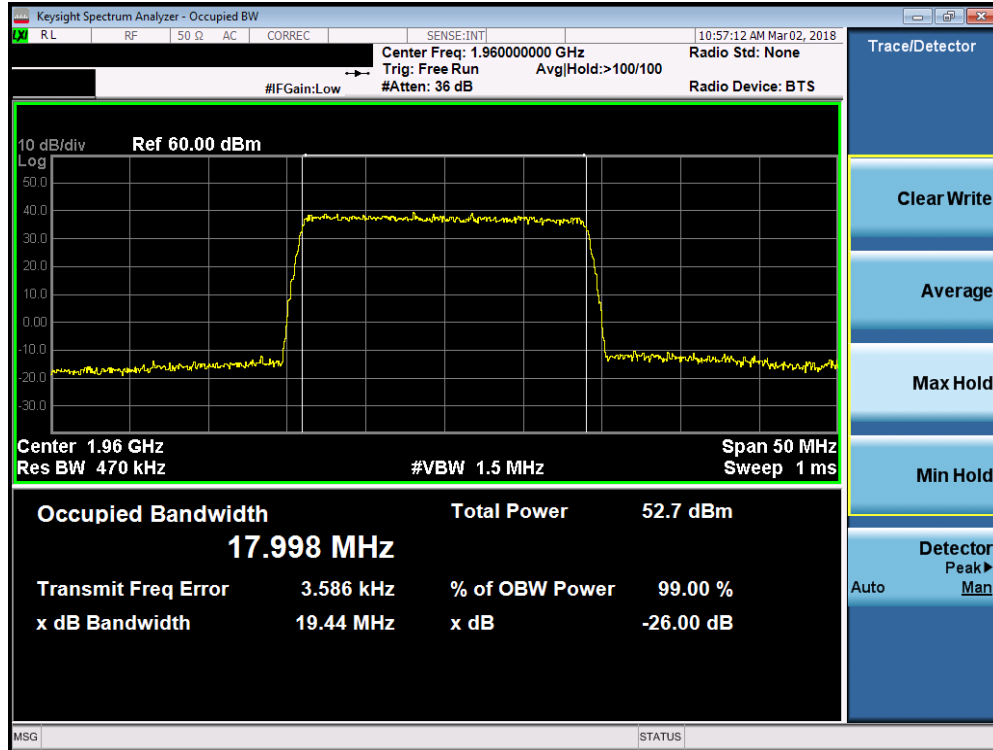 Keysight Spectrum Analyzer - Occupied BW
LXI RL RF 50 Ω AC CORREC SENSE:INT 10:57:12 AM Mar 02, 2018
Center Freq: 1.960000000 GHz Radio Std: None
Trig: Free Run Avg|Hold:>100/100
#IFGain:Low #Atten: 36 dB Radio Device: BTS
10 dB/div Ref 60.00 dBm
Log
50.0
40.0
30.0
20.0
10.0
0.00
-10.0
-20.0
-30.0
Center 1.96 GHz Span 50 MHz
Res BW 470 kHz #VBW 1.5 MHz Sweep 1 ms
Occupied Bandwidth Total Power 52.7 dBm
17.998 MHz
Transmit Freq Error 3.586 kHz % of OBW Power 99.00 %
x dB Bandwidth 19.44 MHz x dB -26.00 dB
MSG STATUS
Trace/Detector
Clear Write
Average
Max Hold
Min Hold
Detector
Peak▶
Auto Man